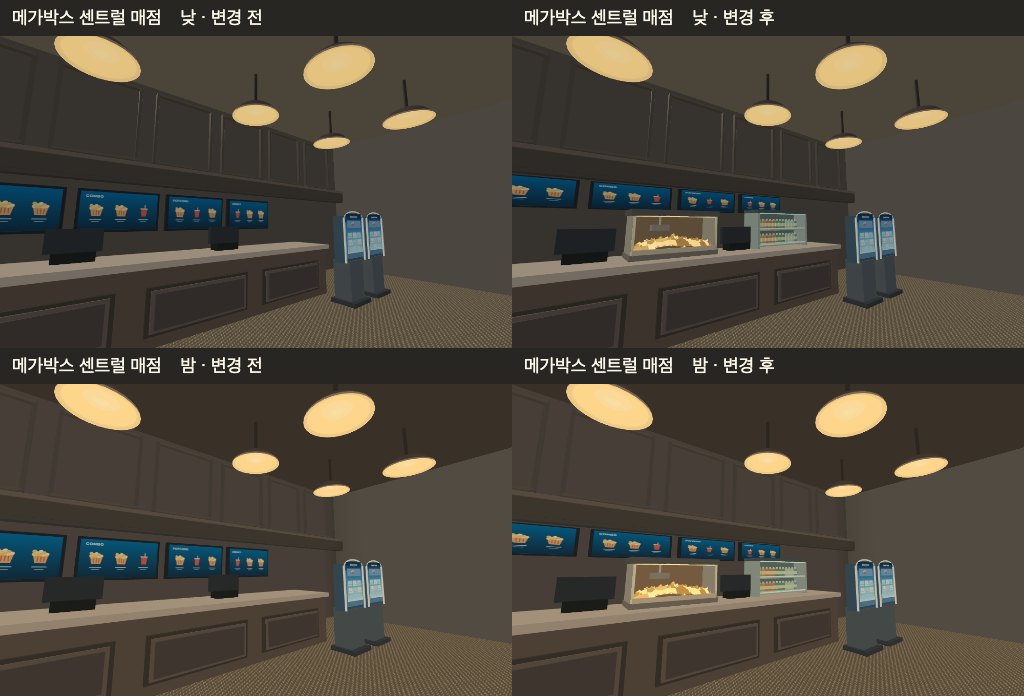 메가박스 센트럴 매점 낮 · 변경 전
메가박스 센트럴 매점 낮 · 변경 후
COMBO
메가박스 센트럴 매점 밤 · 변경 전
메가박스 센트럴 매점 밤 · 변경 후
COMBO